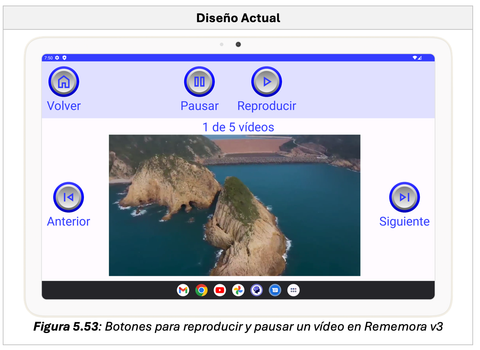 Diseño Actual
7:50
Volver
Pausar
Reproducir
1 de 5 vídeos
Anterior
Siguiente
Figura 5.53: Botones para reproducir y pausar un vídeo en Rememora v3